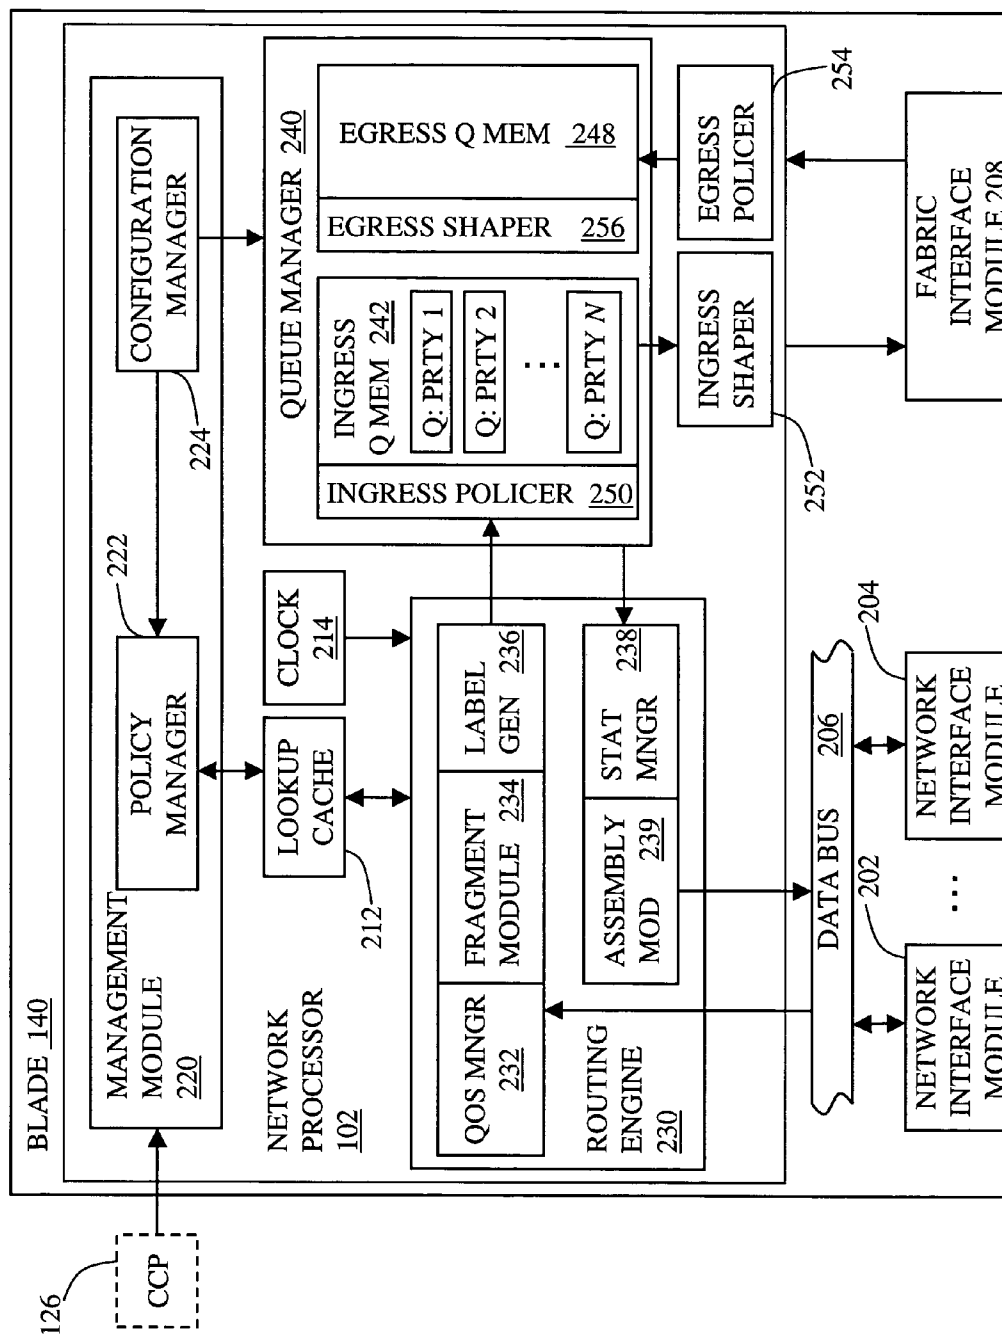 126
CCP
BLADE 140
MANAGEMENT
MODULE
220
POLICY
MANAGER
222
CONFIGURATION
MANAGER
224
NETWORK
PROCESSOR
102
LOOKUP
CACHE
212
CLOCK
214
QUEUE MANAGER 240
INGRESS
Q MEM 242
Q: PRTY 1
Q: PRTY 2
...
Q: PRTY N
INGRESS POLICER 250
EGRESS Q MEM 248
EGRESS SHAPER 256
ROUTING
ENGINE
230
QOS MNGR
232
FRAGMENT
MODULE 234
LABEL
GEN 236
ASSEMBLY
MOD 239
STAT
MNGR 238
INGRESS
SHAPER
252
EGRESS
POLICER
254
DATA BUS 206
NETWORK
INTERFACE
MODULE
202
...
NETWORK
INTERFACE
MODULE
204
FABRIC
INTERFACE
MODULE 208